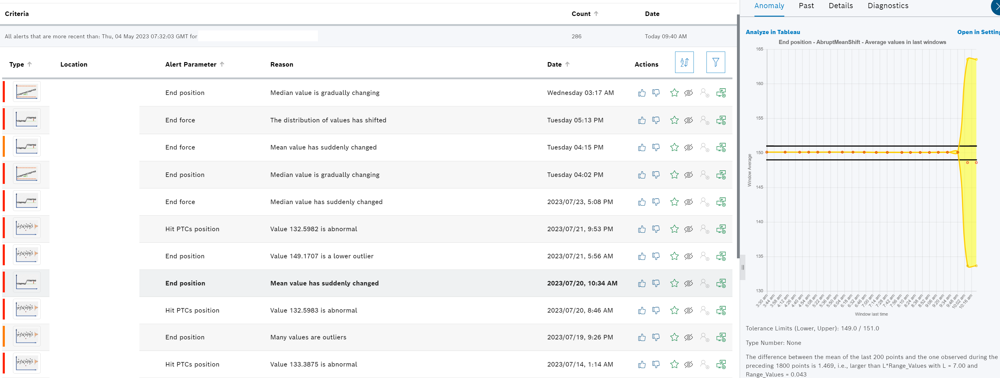 Criteria Count Date
All alerts that are more recent than: Thu, 04 May 2023 07:32:03 GMT for 286 Today 09:40 AM
Type Location Alert Parameter Reason Date Actions
End position Median value is gradually changing Wednesday 03:17 AM
End force The distribution of values has shifted Tuesday 05:13 PM
End force Mean value has suddenly changed Tuesday 04:15 PM
End position Median value is gradually changing Tuesday 04:02 PM
End force Median value has suddenly changed 2023/07/23, 5:08 PM
Hit PTCs position Value 132.5982 is abnormal 2023/07/21, 9:53 PM
End position Value 149.1707 is a lower outlier 2023/07/21, 5:56 AM
End position Mean value has suddenly changed 2023/07/20, 10:34 AM
Hit PTCs position Value 132.5983 is abnormal 2023/07/20, 8:46 AM
End position Many values are outliers 2023/07/19, 9:26 PM
Hit PTCs position Value 133.3875 is abnormal 2023/07/14, 1:14 AM
Anomaly Past Details Diagnostics
Analyze in Tableau Open in Setting
End position - AbruptMeanShift - Average values in last windows
165
160
155
150
145
140
135
130
Window Average
3:30 am 3:44 am 3:58 am 4:12 am 4:26 am 4:40 am 4:54 am 5:08 am 5:22 am 5:36 am 5:50 am 6:04 am 6:18 am 6:32 am 6:46 am 7:00 am 7:14 am 7:28 am 7:42 am 7:56 am 8:10 am 8:24 am 8:38 am 8:52 am 9:06 am 9:20 am 9:34 am 9:48 am 10:02 am 10:16 am
Window last time
Tolerance Limits (Lower, Upper): 149.0 / 151.0
Type Number: None
The difference between the mean of the last 200 points and the one observed during the
preceding 1800 points is 1.469, i.e., larger than L*Range_Values with L = 7.00 and
Range_Values = 0.043